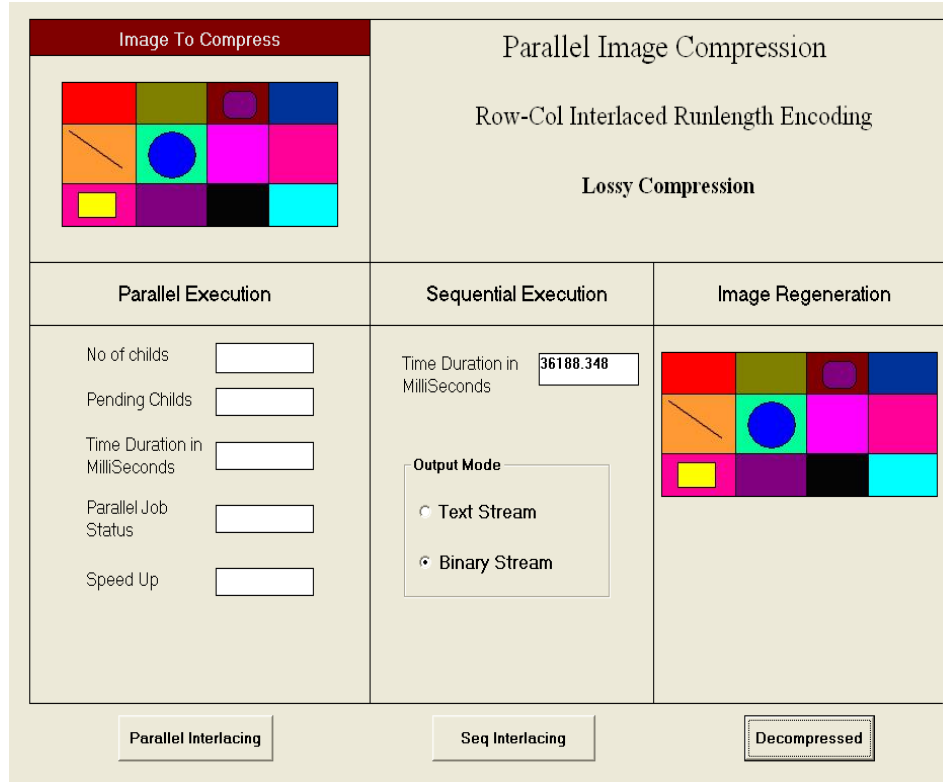 Image To Compress
Parallel Image Compression
Row-Col Interlaced Runlength Encoding
Lossy Compression
Parallel Execution
Sequential Execution
Image Regeneration
No of childs
Pending Childs
Time Duration in
MilliSeconds
Parallel Job
Status
Speed Up
Time Duration in
MilliSeconds
36188.348
Output Mode
Text Stream
Binary Stream
Parallel Interlacing
Seq Interlacing
Decompressed